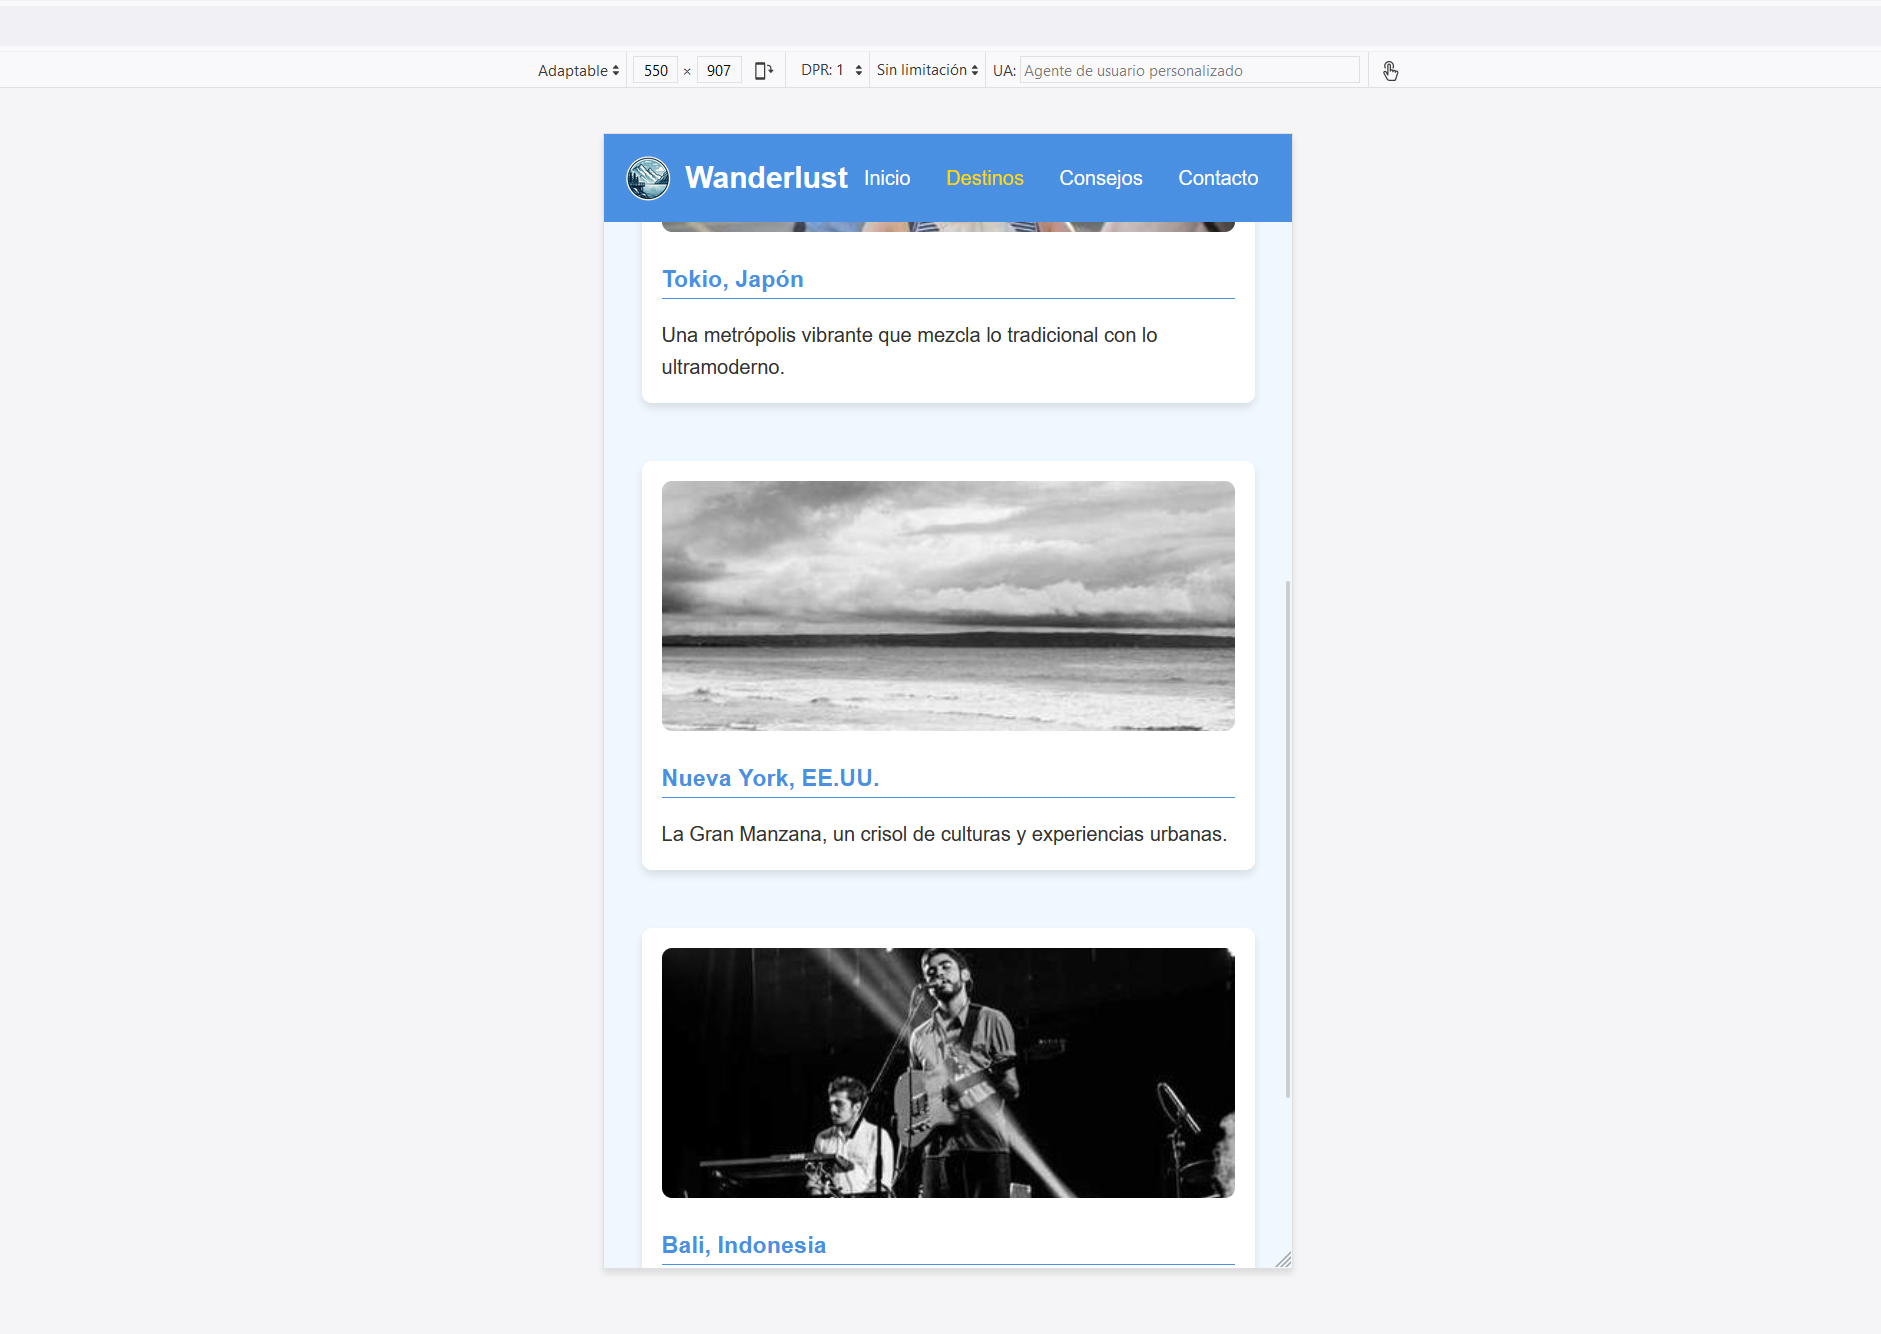 Adaptable 550 × 907 DPR: 1 Sin limitación UA: Agente de usuario personalizado
Wanderlust Inicio Destinos Consejos Contacto
Tokio, Japón
Una metrópolis vibrante que mezcla lo tradicional con lo
ultramoderno.
Nueva York, EE.UU.
La Gran Manzana, un crisol de culturas y experiencias urbanas.
Bali, Indonesia